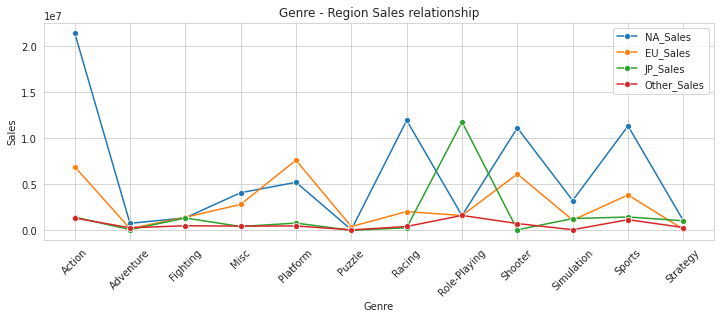 Genre - Region Sales relationship
1e7
NA_Sales
EU_Sales
JP_Sales
Other_Sales
2.0
1.5
1.0
0.5
0.0
Sales
Action
Adventure
Fighting
Misc
Platform
Puzzle
Racing
Role-Playing
Shooter
Simulation
Sports
Strategy
Genre